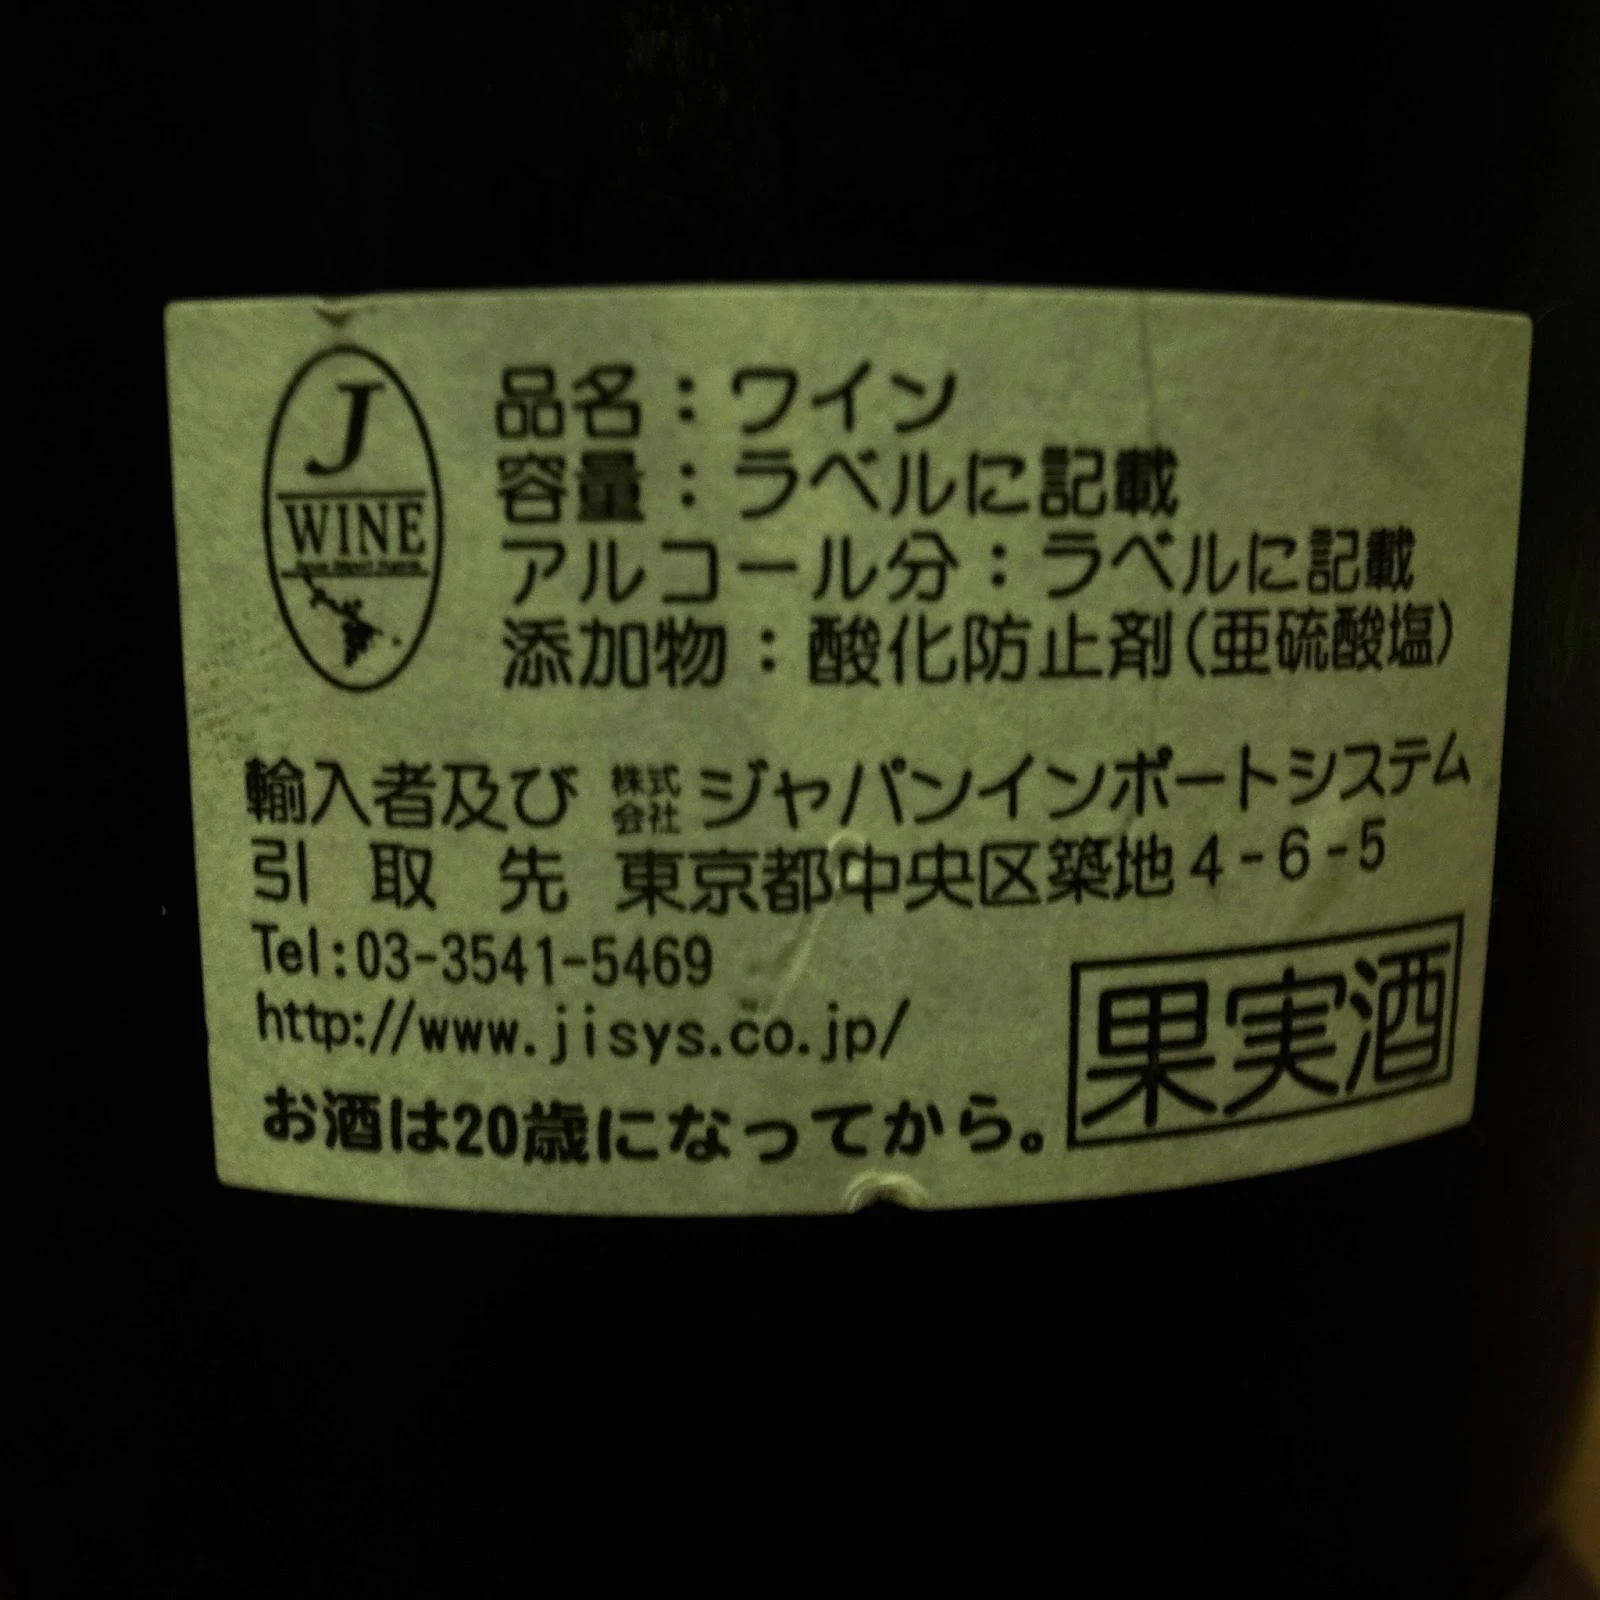 J
WINE
品名：ワイン
容量：ラベルに記載
アルコール分：ラベルに記載
添加物：酸化防止剤(亜硫酸塩)
輸入者及び 株式会社 ジャパンインポートシステム
引取先 東京都中央区築地4-6-5
Tel:03-3541-5469
http://www.jisys.co.jp/
お酒は20歳になってから。
果実酒